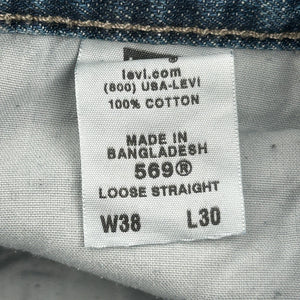 levi.com
(800) USA-LEVI
100% COTTON
MADE IN
BANGLADESH
569®
LOOSE STRAIGHT
W38 L30